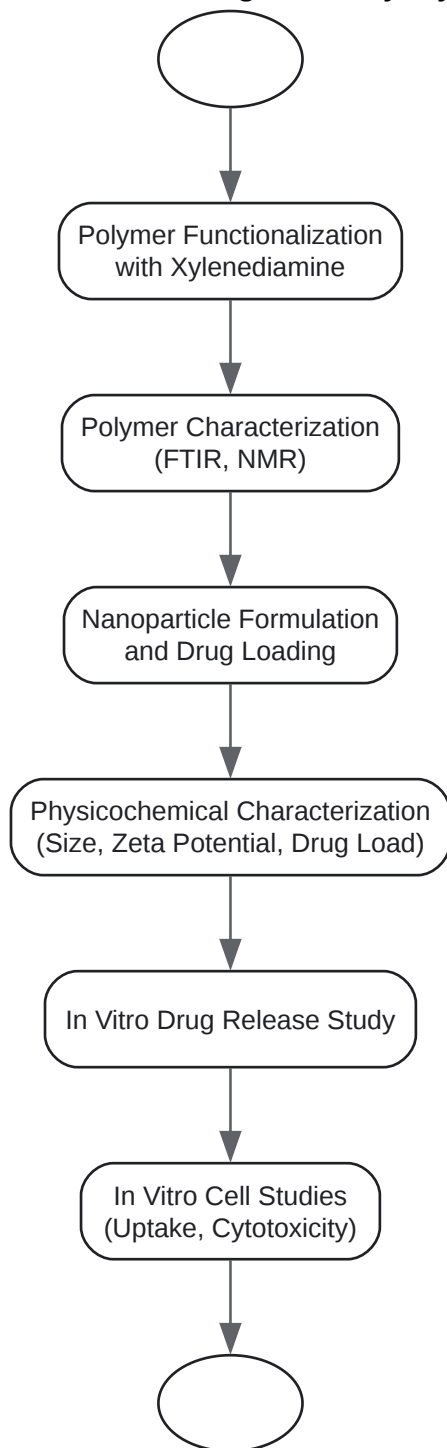 Polymer Functionalization
with Xylenediamine
Polymer Characterization
(FTIR, NMR)
Nanoparticle Formulation
and Drug Loading
Physicochemical Characterization
(Size, Zeta Potential, Drug Load)
In Vitro Drug Release Study
In Vitro Cell Studies
(Uptake, Cytotoxicity)